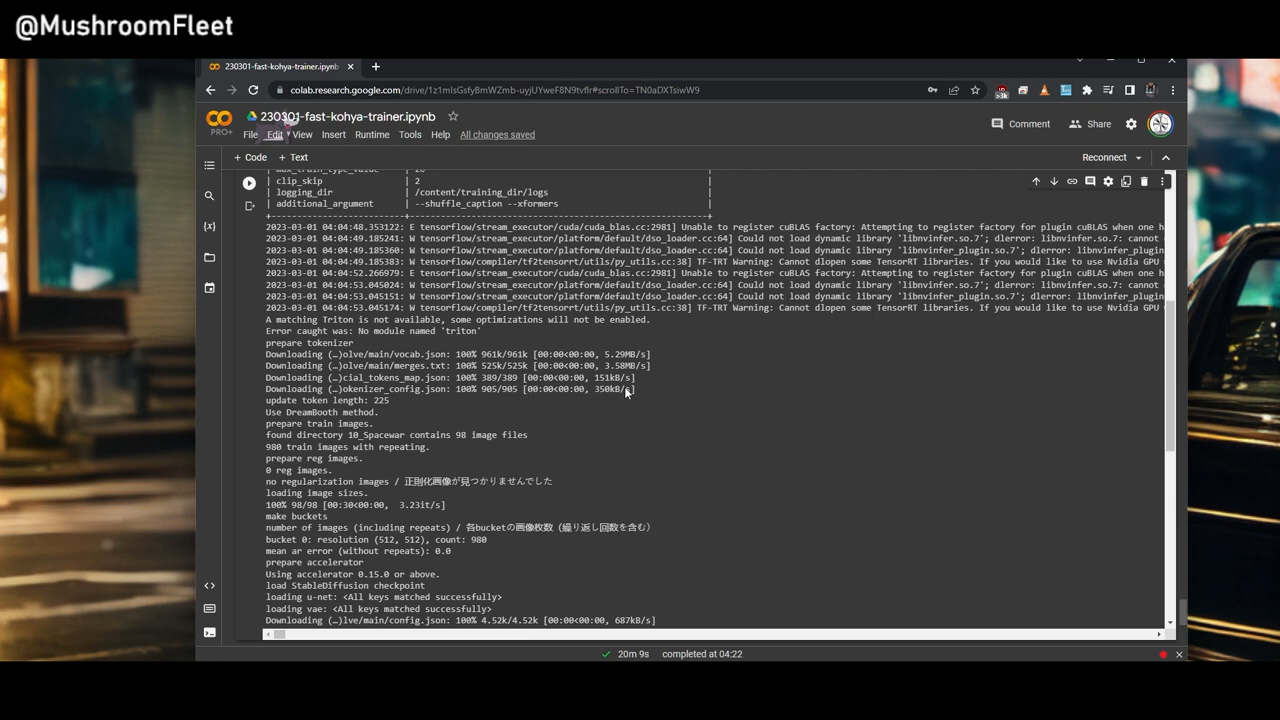 @MushroomFleet
230301-fast-kohya-trainer.ipynb
colab.research.google.com/drive/1z1mlsGsfyBmWZmb-uyjUYweF8N9tvflr#scrollTo=TN0aDXTsiwW9
230301-fast-kohya-trainer.ipynb
PRO+
File Edit View Insert Runtime Tools Help All changes saved
Comment Share
+ Code + Text
Reconnect
| clip_skip | 2 |
| logging_dir | /content/training_dir/logs |
| additional_argument | --shuffle_caption --xformers |
2023-03-01 04:04:48.353122: E tensorflow/stream_executor/cuda/cuda_blas.cc:2981] Unable to register cuBLAS factory: Attempting to register factory for plugin cuBLAS when one h
2023-03-01 04:04:49.185241: W tensorflow/stream_executor/platform/default/dso_loader.cc:64] Could not load dynamic library 'libnvinfer.so.7'; dlerror: libnvinfer.so.7: cannot
2023-03-01 04:04:49.185360: W tensorflow/stream_executor/platform/default/dso_loader.cc:64] Could not load dynamic library 'libnvinfer_plugin.so.7'; dlerror: libnvinfer_plugin
2023-03-01 04:04:49.185383: W tensorflow/compiler/tf2tensorrt/utils/py_utils.cc:38] TF-TRT Warning: Cannot dlopen some TensorRT libraries. If you would like to use Nvidia GPU
2023-03-01 04:04:52.266979: E tensorflow/stream_executor/cuda/cuda_blas.cc:2981] Unable to register cuBLAS factory: Attempting to register factory for plugin cuBLAS when one h
2023-03-01 04:04:53.045024: W tensorflow/stream_executor/platform/default/dso_loader.cc:64] Could not load dynamic library 'libnvinfer.so.7'; dlerror: libnvinfer.so.7: cannot
2023-03-01 04:04:53.045151: W tensorflow/stream_executor/platform/default/dso_loader.cc:64] Could not load dynamic library 'libnvinfer_plugin.so.7'; dlerror: libnvinfer_plugin
2023-03-01 04:04:53.045174: W tensorflow/compiler/tf2tensorrt/utils/py_utils.cc:38] TF-TRT Warning: Cannot dlopen some TensorRT libraries. If you would like to use Nvidia GPU
A matching Triton is not available, some optimizations will not be enabled.
Error caught was: No module named 'triton'
prepare tokenizer
Downloading (…)olve/main/vocab.json: 100% 961k/961k [00:00<00:00, 5.29MB/s]
Downloading (…)olve/main/merges.txt: 100% 525k/525k [00:00<00:00, 3.58MB/s]
Downloading (…)cial_tokens_map.json: 100% 389/389 [00:00<00:00, 151kB/s]
Downloading (…)okenizer_config.json: 100% 905/905 [00:00<00:00, 350kB/s]
update token length: 225
Use DreamBooth method.
prepare train images.
found directory 10_Spacewar contains 98 image files
980 train images with repeating.
prepare reg images.
0 reg images.
no regularization images / 正則化画像が見つかりませんでした
loading image sizes.
100% 98/98 [00:30<00:00, 3.23it/s]
make buckets
number of images (including repeats) / 各bucketの画像枚数（繰り返し回数を含む）
bucket 0: resolution (512, 512), count: 980
mean ar error (without repeats): 0.0
prepare accelerator
Using accelerator 0.15.0 or above.
load StableDiffusion checkpoint
loading u-net: <All keys matched successfully>
loading vae: <All keys matched successfully>
Downloading (…)lve/main/config.json: 100% 4.52k/4.52k [00:00<00:00, 687kB/s]
20m 9s completed at 04:22